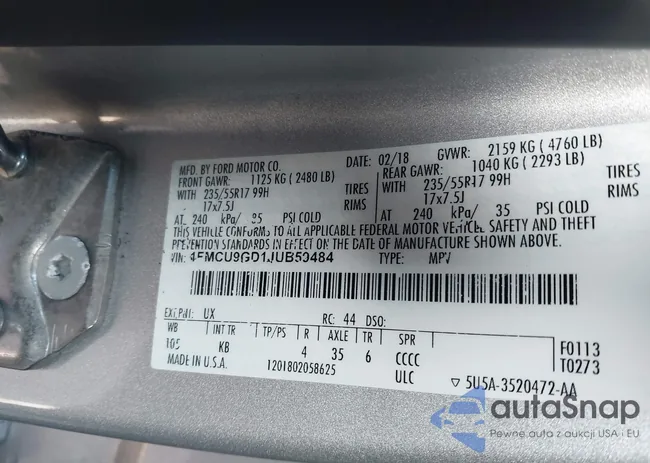 MFD. BY FORD MOTOR CO.
DATE: 02/18 GVWR: 2159 KG ( 4760 LB)
FRONT GAWR: 1125 KG ( 2480 LB) REAR GAWR: 1040 KG ( 2293 LB)
WITH 235/55R17 99H TIRES WITH 235/55R17 99H TIRES
17x7.5J RIMS 17x7.5J RIMS
AT 240 kPa/ 35 PSI COLD AT 240 kPa/ 35 PSI COLD
THIS VEHICLE CONFORMS TO ALL APPLICABLE FEDERAL MOTOR VEHICLE SAFETY AND THEFT
PREVENTION STANDARDS IN EFFECT ON THE DATE OF MANUFACTURE SHOWN ABOVE.
VIN: TYPE: MPV
EXT PNT: UX RC: 44 DSO:
WB INT TR TP/PS R AXLE TR SPR
105 KB 4 35 6 CCCC
MADE IN U.S.A. 1201802058625 ULC
F0113
T0273
▽ 5U5A-3520472-AA
autaSnap
Pewne auta z aukcji USA i EU